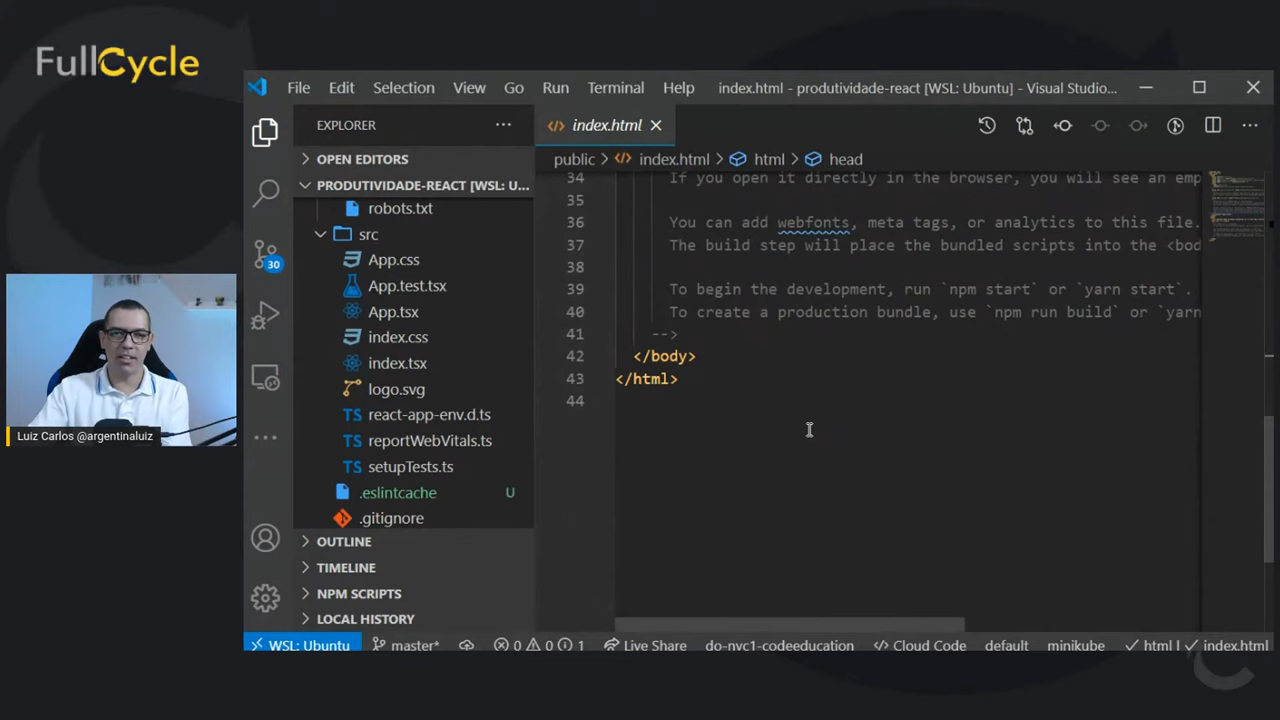 FullCycle
File Edit Selection View Go Run Terminal Help index.html - produtividade-react [WSL: Ubuntu] - Visual Studio...
EXPLORER ...
OPEN EDITORS
PRODUTIVIDADE-REACT [WSL: U...
robots.txt
src
App.css
App.test.tsx
App.tsx
index.css
index.tsx
logo.svg
TS react-app-env.d.ts
TS reportWebVitals.ts
TS setupTests.ts
.eslintcache U
.gitignore
OUTLINE
TIMELINE
NPM SCRIPTS
LOCAL HISTORY
30
index.html
public > index.html > html > head
34 If you open it directly in the browser, you will see an emp
35
36 You can add webfonts, meta tags, or analytics to this file.
37 The build step will place the bundled scripts into the <bod
38
39 To begin the development, run `npm start` or `yarn start`.
40 To create a production bundle, use `npm run build` or `yarn
41 -->
42 </body>
43 </html>
44
Luiz Carlos @argentinaluiz
WSL: Ubuntu master* 0 0 1 Live Share do-nyc1-codeeducation </> Cloud Code default minikube html | index.html